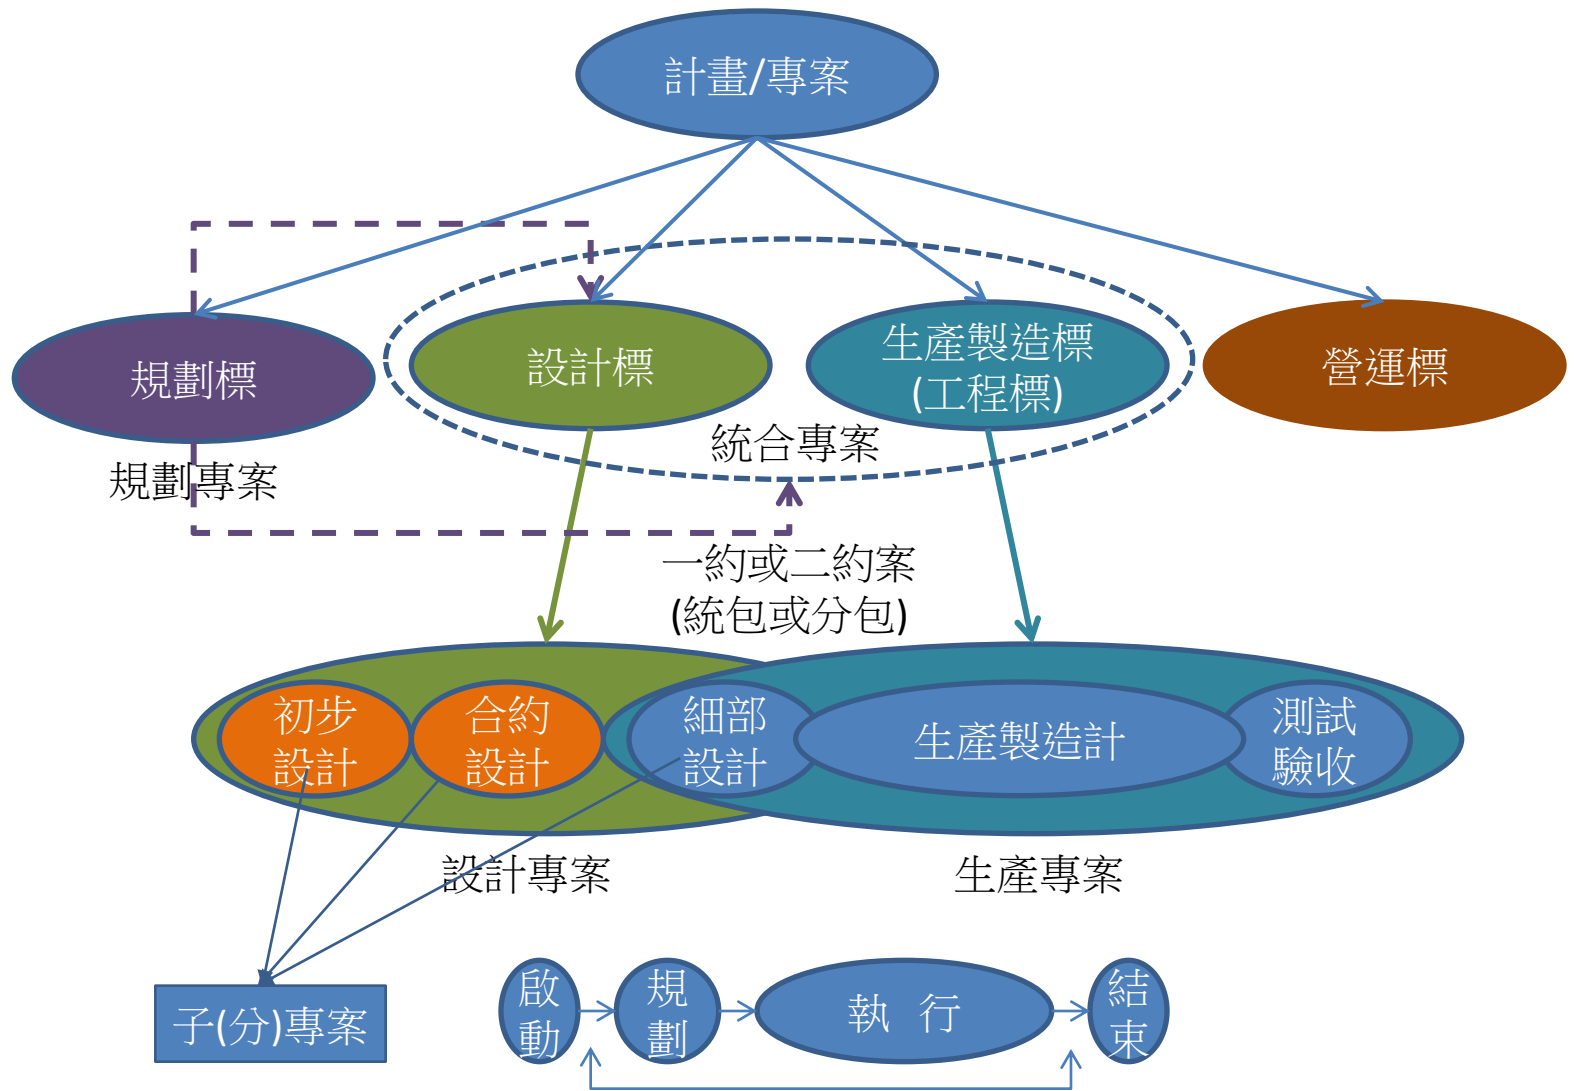 計畫/專案
規劃標
設計標
生產製造標
(工程標)
營運標
統合專案
規劃專案
一約或二約案
(統包或分包)
初步
設計
合約
設計
細部
設計
生產製造計
測試
驗收
設計專案
生產專案
子(分)專案
啟
動
規
劃
執 行
結
束